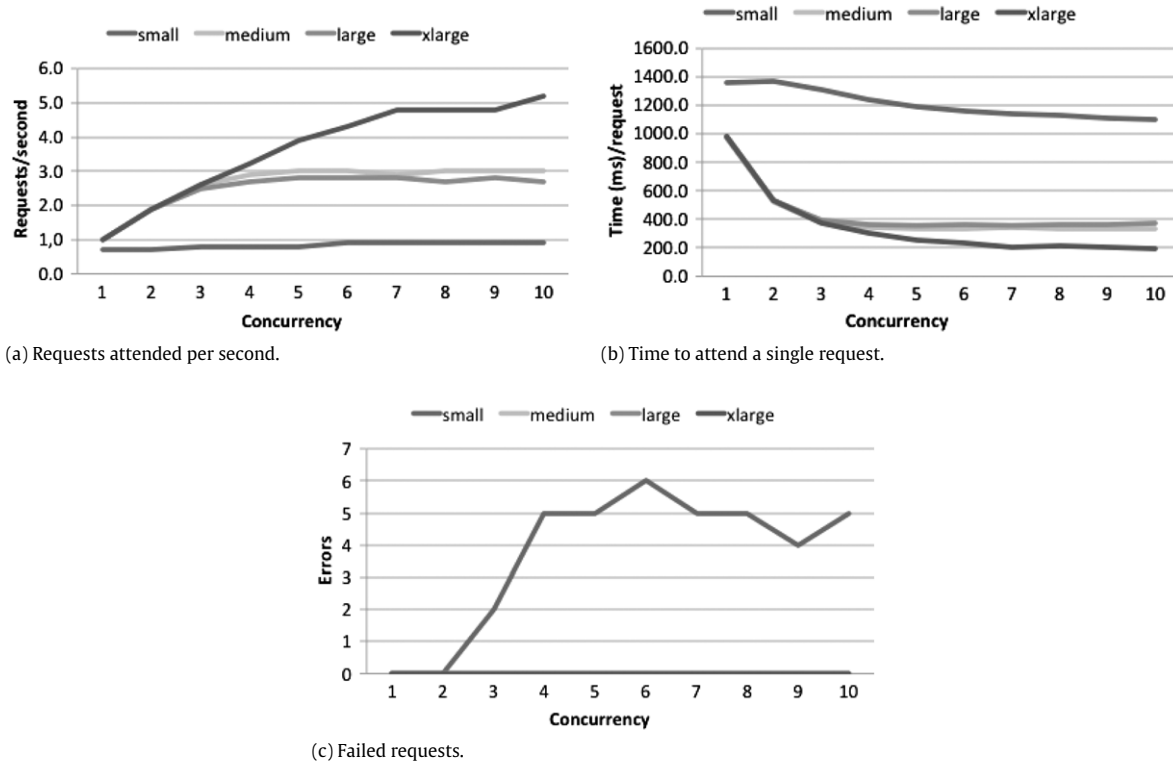 small medium large xlarge
6.0
5.0
4.0
3.0
2.0
1.0
0.0
Requests/second
1 2 3 4 5 6 7 8 9 10
Concurrency
(a) Requests attended per second.
small medium large xlarge
1600.0
1400.0
1200.0
1000.0
800.0
600.0
400.0
200.0
0.0
Time (ms)/request
1 2 3 4 5 6 7 8 9 10
Concurrency
(b) Time to attend a single request.
small medium large xlarge
7
6
5
4
3
2
1
0
Errors
1 2 3 4 5 6 7 8 9 10
Concurrency
(c) Failed requests.